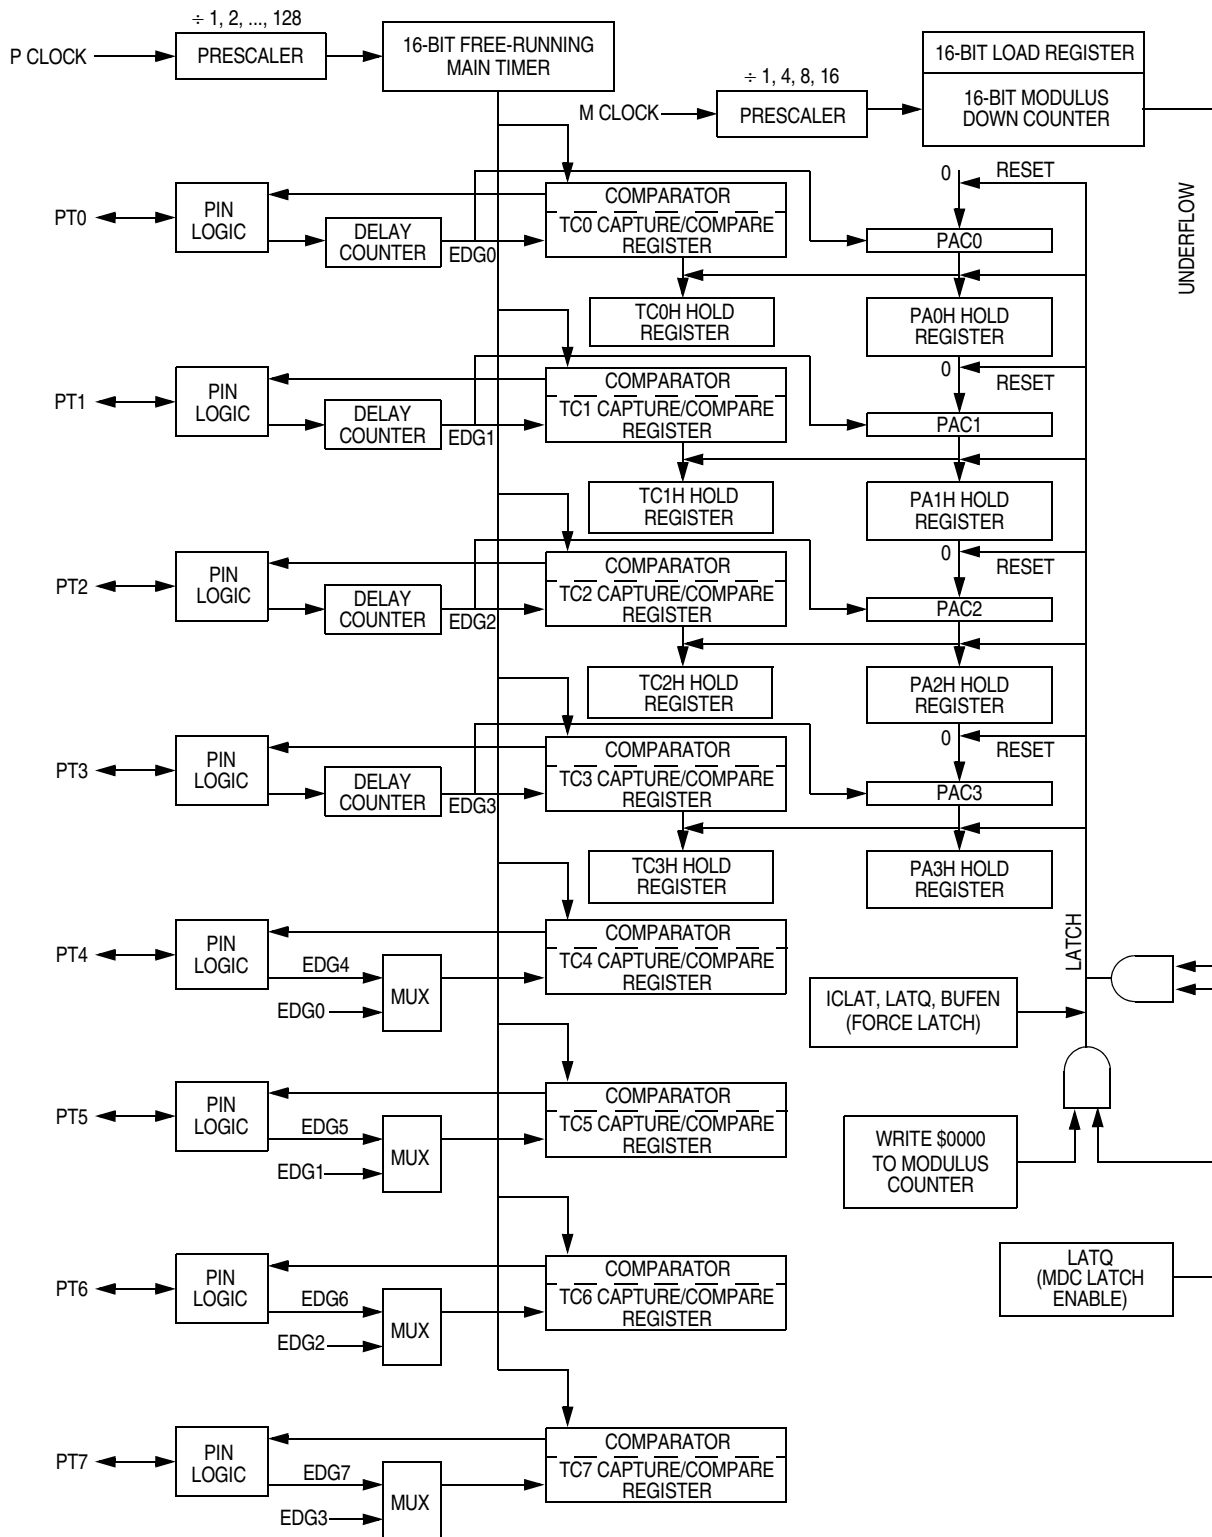 ÷ 1, 2, ..., 128
P CLOCK
PRESCALER
16-BIT FREE-RUNNING
MAIN TIMER
÷ 1, 4, 8, 16
M CLOCK
PRESCALER
16-BIT LOAD REGISTER
16-BIT MODULUS
DOWN COUNTER
UNDERFLOW
PT0
PIN
LOGIC
DELAY
COUNTER
EDG0
COMPARATOR
TC0 CAPTURE/COMPARE
REGISTER
0
RESET
PAC0
TC0H HOLD
REGISTER
PA0H HOLD
REGISTER
PT1
PIN
LOGIC
DELAY
COUNTER
EDG1
COMPARATOR
TC1 CAPTURE/COMPARE
REGISTER
0
RESET
PAC1
TC1H HOLD
REGISTER
PA1H HOLD
REGISTER
PT2
PIN
LOGIC
DELAY
COUNTER
EDG2
COMPARATOR
TC2 CAPTURE/COMPARE
REGISTER
0
RESET
PAC2
TC2H HOLD
REGISTER
PA2H HOLD
REGISTER
PT3
PIN
LOGIC
DELAY
COUNTER
EDG3
COMPARATOR
TC3 CAPTURE/COMPARE
REGISTER
0
RESET
PAC3
TC3H HOLD
REGISTER
PA3H HOLD
REGISTER
PT4
PIN
LOGIC
EDG4
EDG0
MUX
COMPARATOR
TC4 CAPTURE/COMPARE
REGISTER
LATCH
ICLAT, LATQ, BUFEN
(FORCE LATCH)
PT5
PIN
LOGIC
EDG5
EDG1
MUX
COMPARATOR
TC5 CAPTURE/COMPARE
REGISTER
WRITE $0000
TO MODULUS
COUNTER
PT6
PIN
LOGIC
EDG6
EDG2
MUX
COMPARATOR
TC6 CAPTURE/COMPARE
REGISTER
LATQ
(MDC LATCH
ENABLE)
PT7
PIN
LOGIC
EDG7
EDG3
MUX
COMPARATOR
TC7 CAPTURE/COMPARE
REGISTER